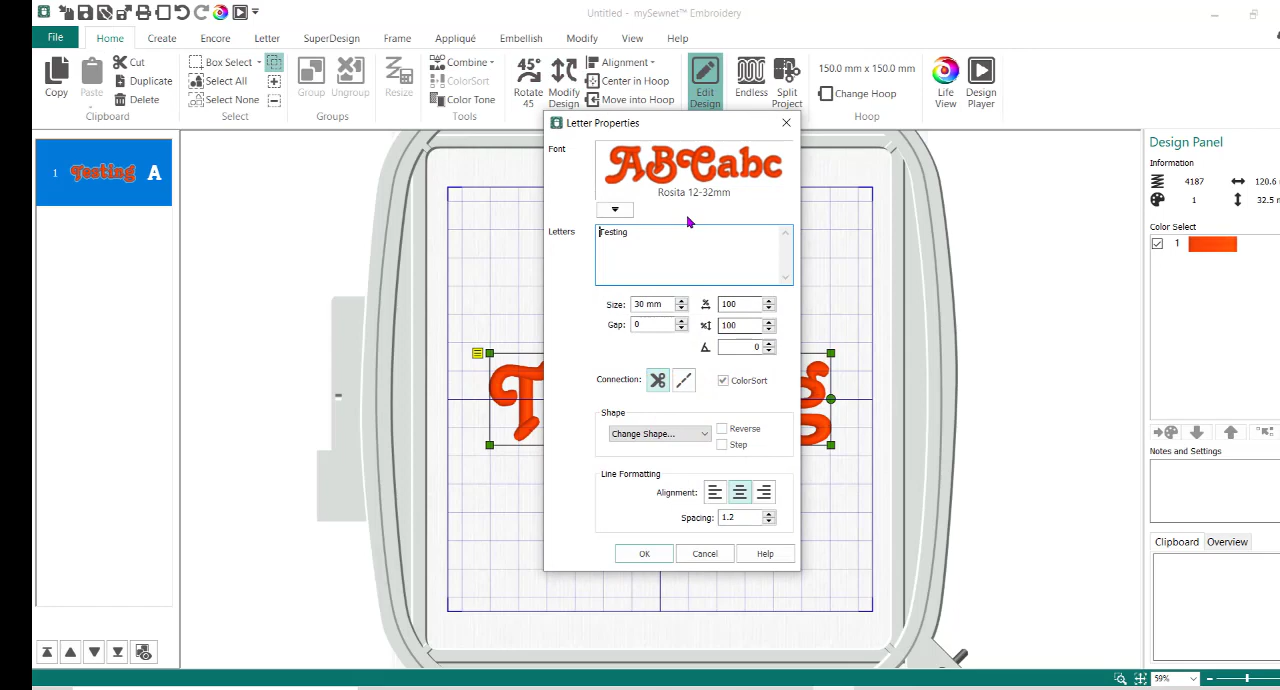 Untitled - mySewnet™ Embroidery
File Home Create Encore Letter SuperDesign Frame Appliqué Embellish Modify View Help
Copy Paste Cut Duplicate Delete Clipboard
Box Select Select All Select None Select
Group Ungroup Groups
Resize
Combine ColorSort Color Tone Tools
Rotate 45 Modify Design
Alignment Center in Hoop Move into Hoop
Edit Design Endless Split Project
150.0 mm x 150.0 mm Change Hoop Hoop
Life View Design Player
1 Testing A
Letter Properties
Font
ABCabc
Rosita 12-32mm
Letters
Testing
Size: 30 mm 100
Gap: 0 100
0
Connection: ColorSort
Shape
Change Shape... Reverse
Step
Line Formatting
Alignment:
Spacing: 1.2
OK Cancel Help
T g
Design Panel
Information
4187 120.6
1 32.5
Color Select
1
Notes and Settings
Clipboard Overview
59%